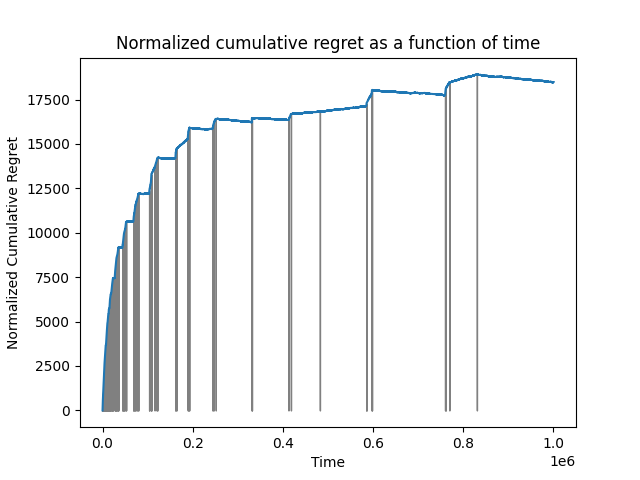 Normalized cumulative regret as a function of time
Normalized Cumulative Regret
17500
15000
12500
10000
7500
5000
2500
0
0.0 0.2 0.4 0.6 0.8 1.0
1e6
Time